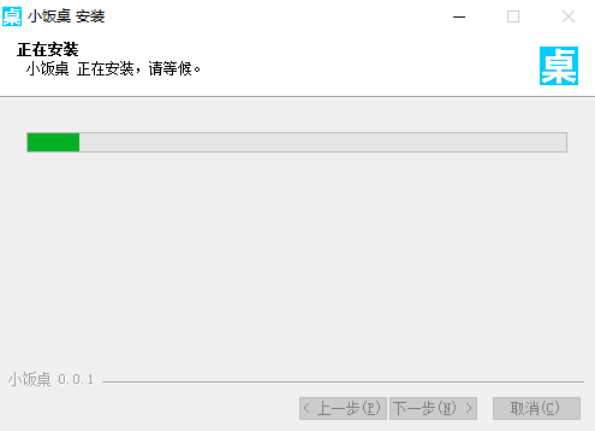 桌 小饭桌 安装
正在安装
小饭桌 正在安装，请等候。
桌
小饭桌 0.0.1
< 上一步(P) 下一步(N) > 取消(C)